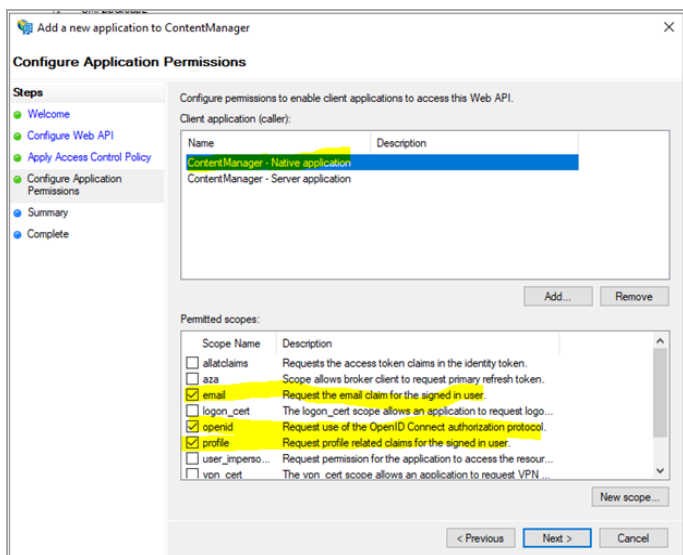 Add a new application to ContentManager
Configure Application Permissions
Steps
Welcome
Configure Web API
Apply Access Control Policy
Configure Application
Permissions
Summary
Complete
Configure permissions to enable client applications to access this Web API.
Client application (caller):
Name Description
ContentManager - Native application
ContentManager - Server application
Add... Remove
Permitted scopes:
Scope Name Description
allatclaims Requests the access token claims in the identity token.
aza Scope allows broker client to request primary refresh token.
email Request the email claim for the signed in user.
logon_cert The logon_cert scope allows an application to request logo...
openid Request use of the OpenID Connect authorization protocol.
profile Request profile related claims for the signed in user.
user_imperso... Request permission for the application to access the resour...
vpn_cert The vpn_cert scope allows an application to request VPN ...
New scope...
< Previous Next > Cancel